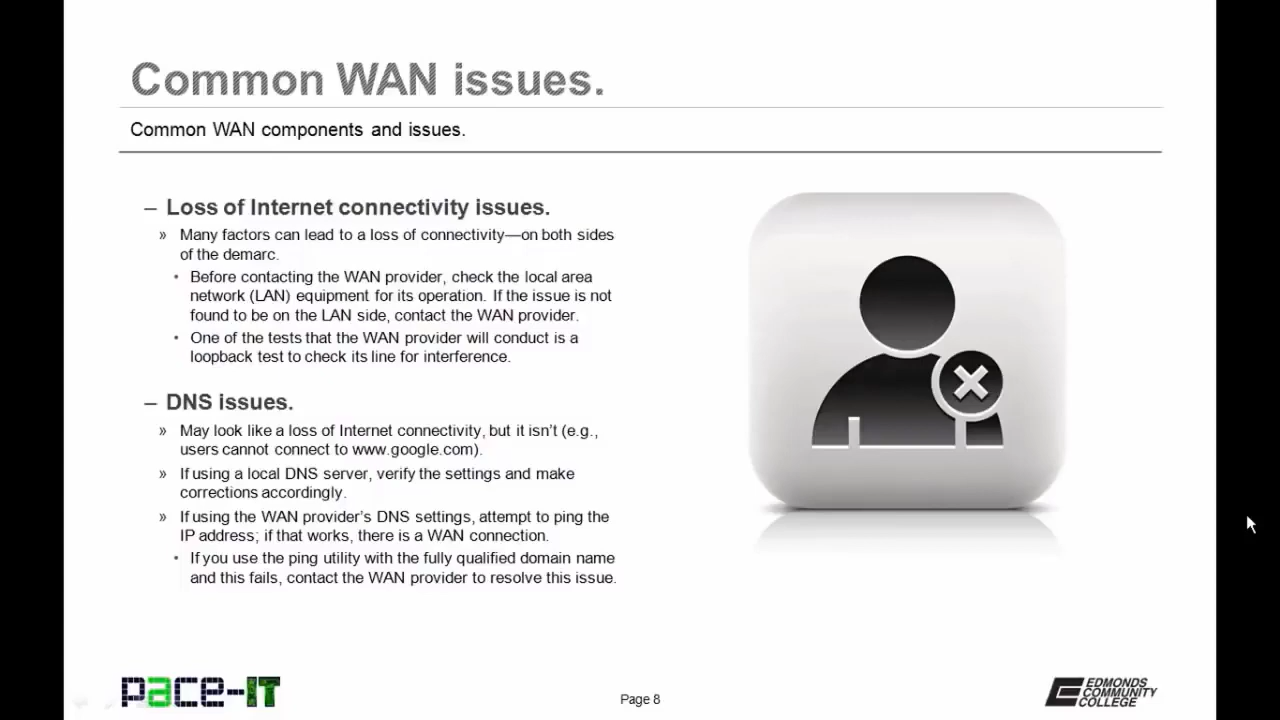 Common WAN issues.
Common WAN components and issues.
– Loss of Internet connectivity issues.
» Many factors can lead to a loss of connectivity—on both sides
of the demarc.
• Before contacting the WAN provider, check the local area
network (LAN) equipment for its operation. If the issue is not
found to be on the LAN side, contact the WAN provider.
• One of the tests that the WAN provider will conduct is a
loopback test to check its line for interference.
– DNS issues.
» May look like a loss of Internet connectivity, but it isn't (e.g.,
users cannot connect to www.google.com).
» If using a local DNS server, verify the settings and make
corrections accordingly.
» If using the WAN provider's DNS settings, attempt to ping the
IP address; if that works, there is a WAN connection.
• If you use the ping utility with the fully qualified domain name
and this fails, contact the WAN provider to resolve this issue.
pace-IT
Page 8
EDMONDS
COMMUNITY
COLLEGE